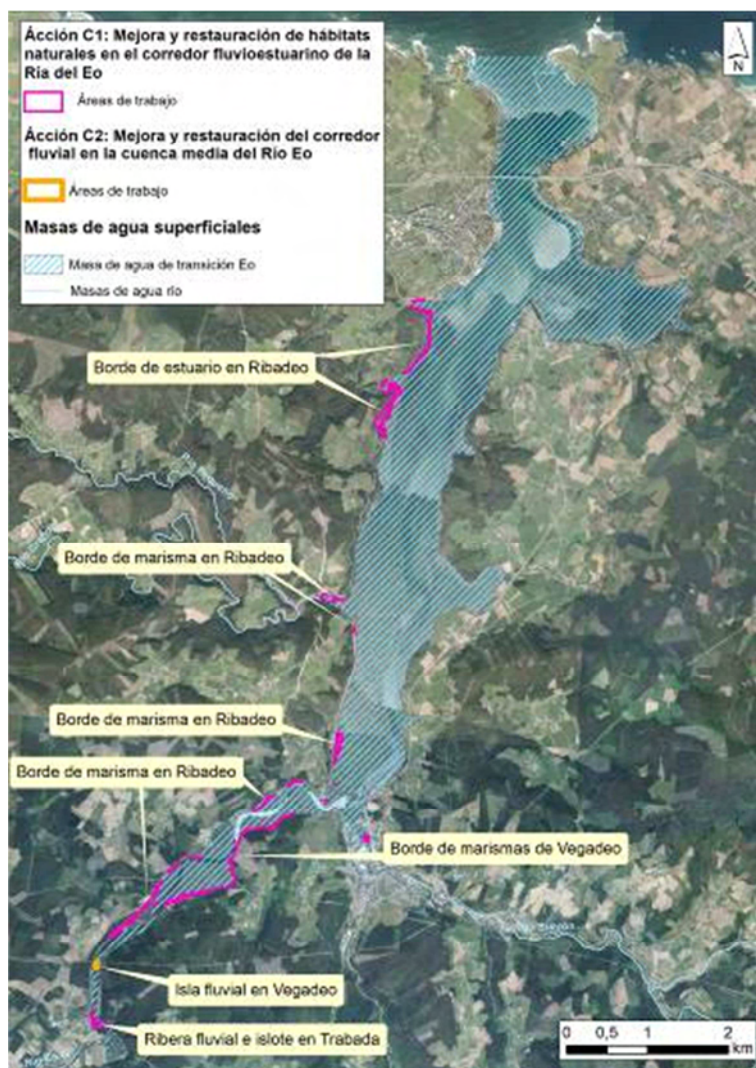 Ácción C1: Mejora y restauración de hábitats
naturales en el corredor fluvioestuarino de la
Ría del Eo
Áreas de trabajo
Ácción C2: Mejora y restauración del corredor
fluvial en la cuenca media del Río Eo
Áreas de trabajo
Masas de agua superficiales
Masa de agua de transición Eo
Masas de agua río
N
Borde de estuario en Ribadeo
Borde de marisma en Ribadeo
Borde de marisma en Ribadeo
Borde de marisma en Ribadeo
Borde de marismas de Vegadeo
Isla fluvial en Vegadeo
Ribera fluvial e islote en Trabada
0 0,5 1 2
km